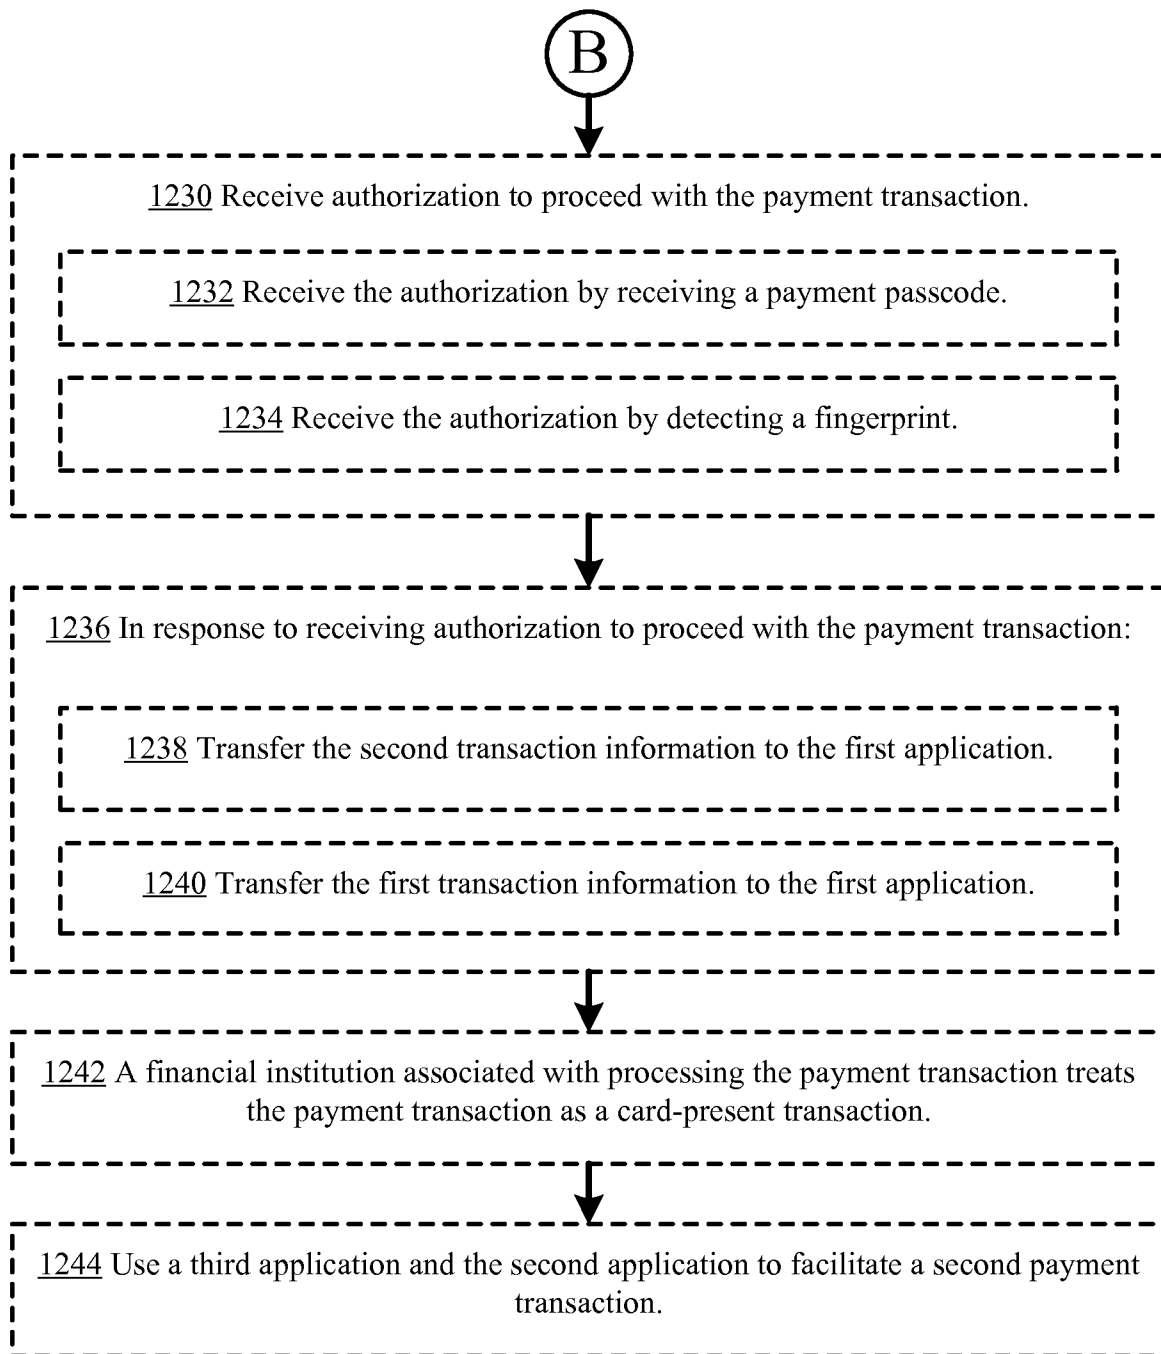 B
1230 Receive authorization to proceed with the payment transaction.
1232 Receive the authorization by receiving a payment passcode.
1234 Receive the authorization by detecting a fingerprint.
1236 In response to receiving authorization to proceed with the payment transaction:
1238 Transfer the second transaction information to the first application.
1240 Transfer the first transaction information to the first application.
1242 A financial institution associated with processing the payment transaction treats
the payment transaction as a card-present transaction.
1244 Use a third application and the second application to facilitate a second payment
transaction.